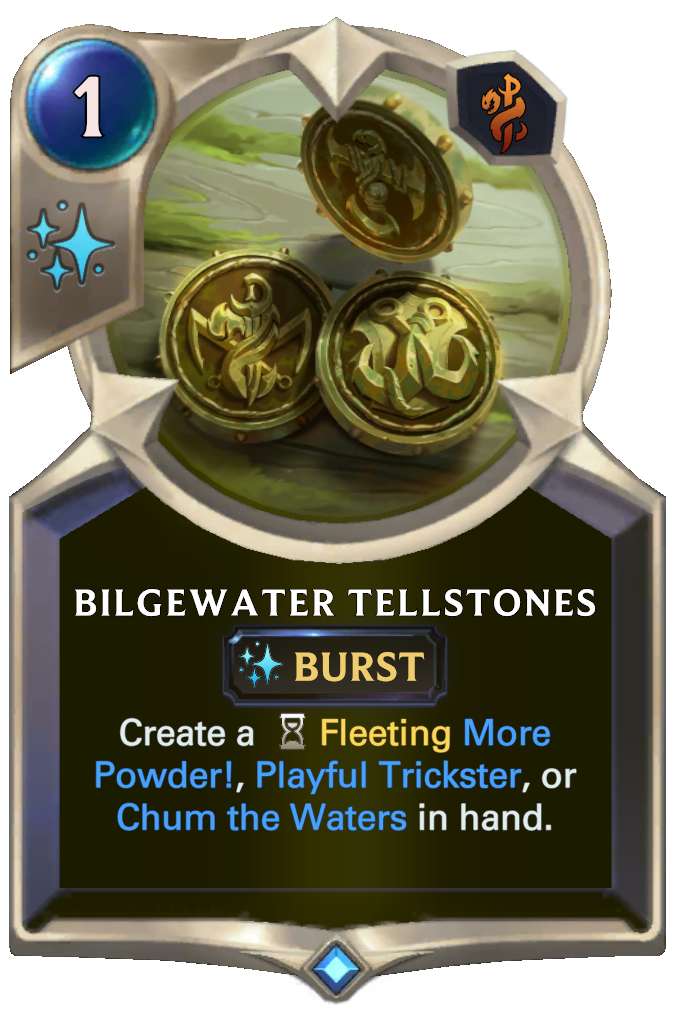 1
BILGEWATER TELLSTONES
BURST
Create a Fleeting More
Powder!, Playful Trickster, or
Chum the Waters in hand.